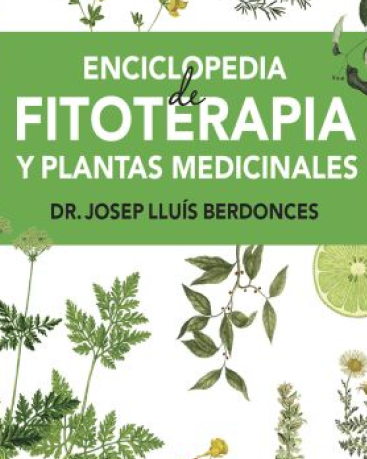 ENCICLOPEDIA
de
FITOTERAPIA
Y PLANTAS MEDICINALES
DR. JOSEP LLUÍS BERDONCES